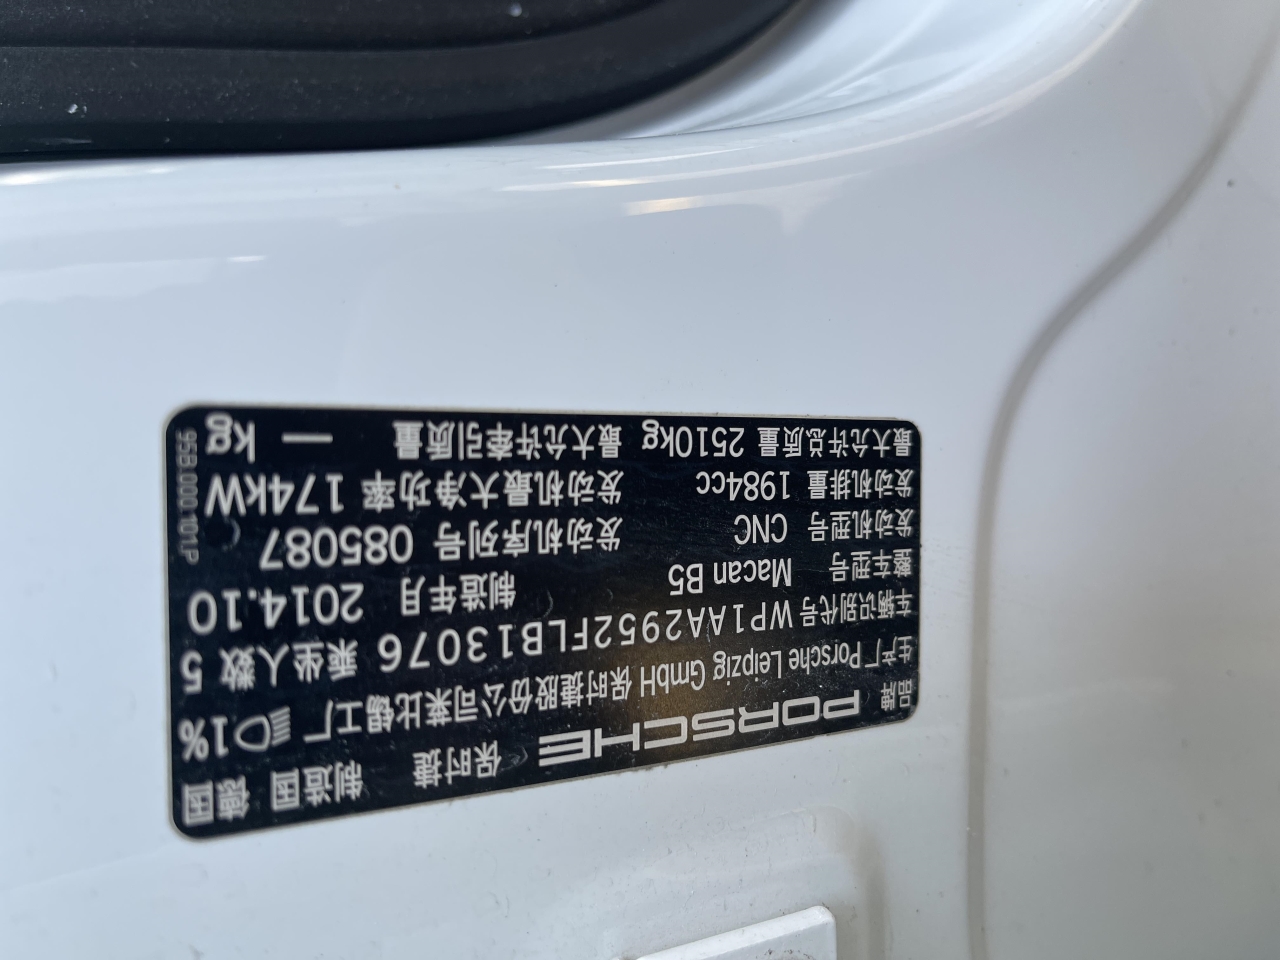 品牌 PORSCHE 保时捷 制造国 德国
生产厂 Porsche Leipzig GmbH 保时捷股份公司莱比锡工厂 1%
车辆识别代号 WP1AA2952FLB13076 乘坐人数 5
整车型号 Macan B5 制造年月 2014.10
发动机型号 CNC 发动机序列号 085087
发动机排量 1984cc 发动机最大净功率 174kW
最大允许总质量 2510kg 最大允许牵引质量 — kg
95B.000.101.P